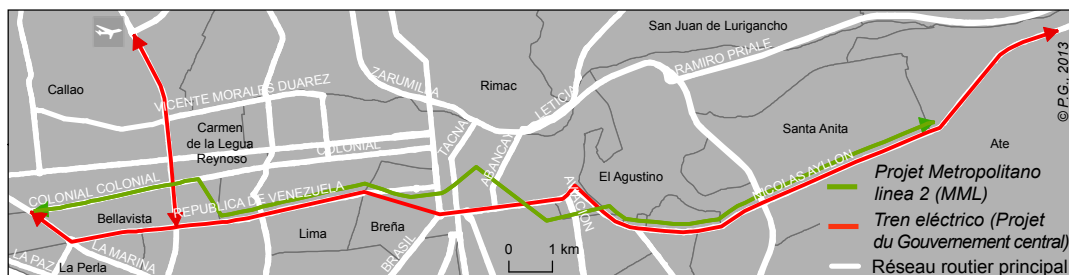 San Juan de Lurigancho
© P.G., 2013
RAMIRO PRIALE
ZARUMILLA
Rimac
Callao
VICENTE MORALES DUAREZ
LETICIA
TACNA
ABANCAY
Carmen
de la Legua
Reynoso
COLONIAL
Santa Anita
Ate
El Agustino
NICOLAS AYLLON
COLONIAL COLONIAL
REPUBLICA DE VENEZUELA
AVIACION
Bellavista
Lima
Breña
BRASIL
LA MARINA
LA PAZ
La Perla
0 1 km
Projet Metropolitano
linea 2 (MML)
Tren eléctrico (Projet
du Gouvernement central)
Réseau routier principal